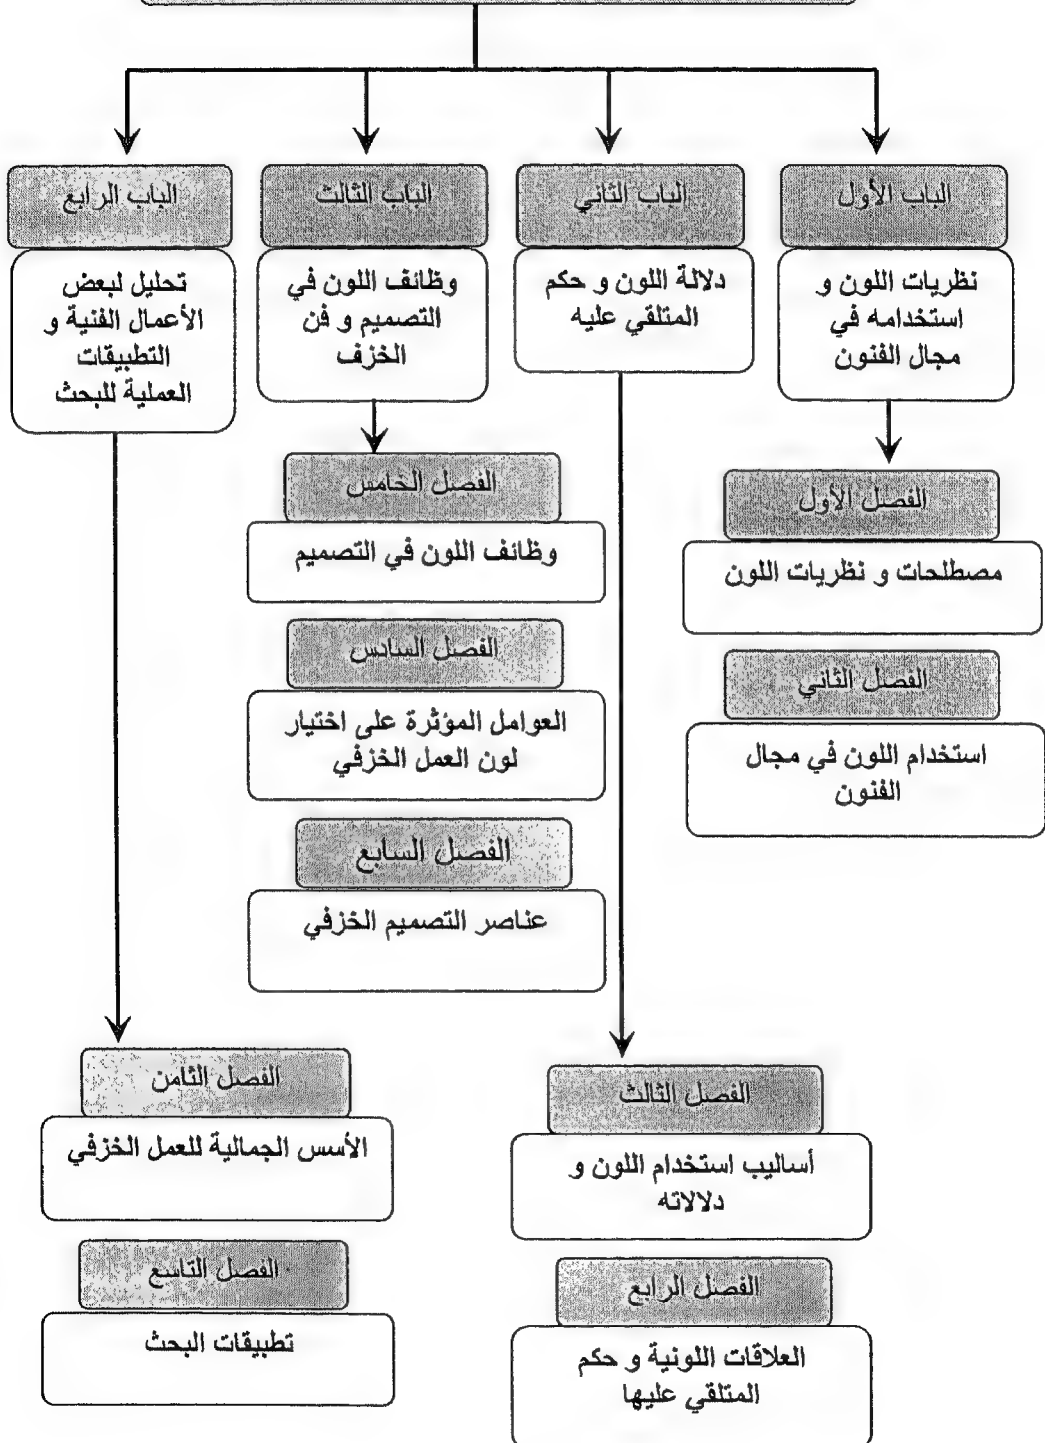 الباب الأول
نظريات اللون و
استخدامه في
مجال الفنون
الفصل الأول
مصطلحات و نظريات اللون
الفصل الثاني
استخدام اللون في مجال
الفنون
الباب الثاني
دلالة اللون و حكم
المتلقي عليه
الفصل الثالث
أساليب استخدام اللون و
دلالاته
الفصل الرابع
العلاقات اللونية و حكم
المتلقي عليها
الباب الثالث
وظائف اللون في
التصميم و فن
الخزف
الفصل الخامس
وظائف اللون في التصميم
الفصل السادس
العوامل المؤثرة على اختيار
لون العمل الخزفي
الفصل السابع
عناصر التصميم الخزفي
الباب الرابع
تحليل لبعض
الأعمال الفنية و
التطبيقات
العملية للبحث
الفصل الثامن
الأسس الجمالية للعمل الخزفي
الفصل التاسع
تطبيقات البحث